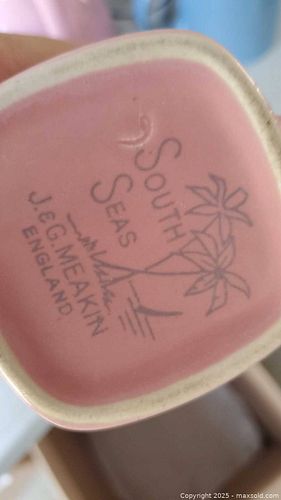 SOUTH
SEAS
J.&G. MEAKIN
ENGLAND
Copyright © 2025 - maxsold.com